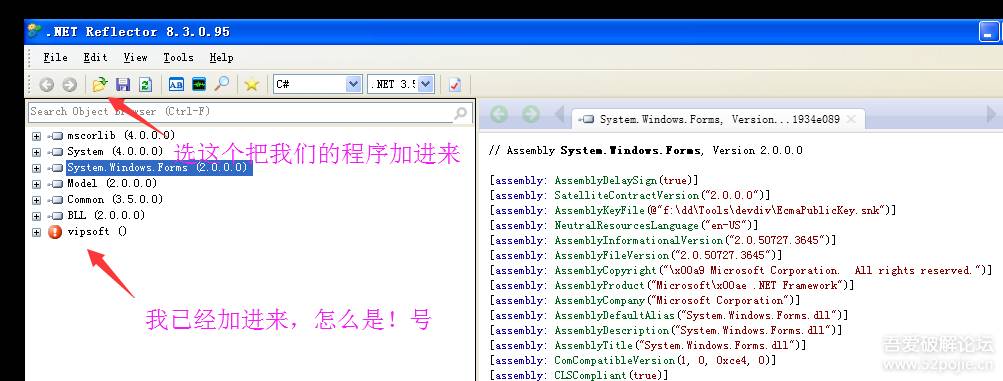 .NET Reflector 8.3.0.95
File Edit View Tools Help
C# .NET 3.5
Search Object Browser (Ctrl-F)
mscorlib (4.0.0.0)
System (4.0.0.0)
System.Windows.Forms (2.0.0.0)
Model (2.0.0.0)
Common (3.5.0.0)
BLL (2.0.0.0)
vipsoft ()
选这个把我们的程序加进来
我已经加进来，怎么是！号
System.Windows.Forms, Version...1934e089
// Assembly System.Windows.Forms, Version 2.0.0.0
[assembly: AssemblyDelaySign(true)]
[assembly: SatelliteContractVersion("2.0.0.0")]
[assembly: AssemblyKeyFile(@"f:\dd\Tools\devdiv\EcmaPublicKey.snk")]
[assembly: NeutralResourcesLanguage("en-US")]
[assembly: AssemblyInformationalVersion("2.0.50727.3645")]
[assembly: AssemblyFileVersion("2.0.50727.3645")]
[assembly: AssemblyCopyright("\x00a9 Microsoft Corporation.  All rights reserved.")]
[assembly: AssemblyProduct("Microsoft\x00ae .NET Framework")]
[assembly: AssemblyCompany("Microsoft Corporation")]
[assembly: AssemblyDefaultAlias("System.Windows.Forms.dll")]
[assembly: AssemblyDescription("System.Windows.Forms.dll")]
[assembly: AssemblyTitle("System.Windows.Forms.dll")]
[assembly: ComCompatibleVersion(1, 0, 0xce4, 0)]
[assembly: CLSCompliant(true)]
吾爱破解论坛
www.52pojie.cn